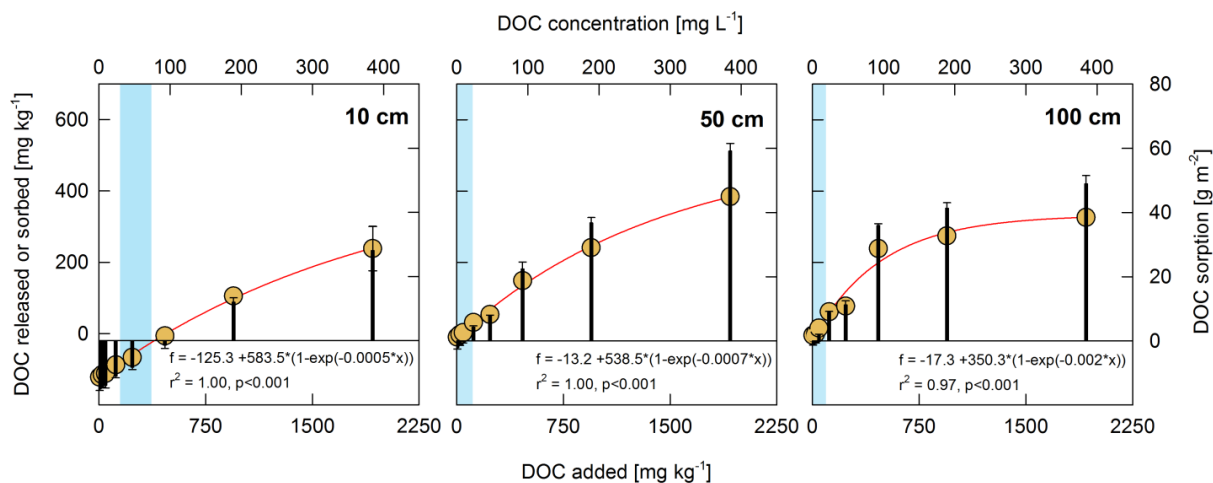 DOC concentration [mg L⁻¹]
0 100 200 300 400
0 100 200 300 400
0 100 200 300 400
DOC released or sorbed [mg kg⁻¹]
600
400
200
0
10 cm
50 cm
100 cm
80
60
40
20
0
DOC sorption [g m⁻²]
f = -125.3 +583.5*(1-exp(-0.0005*x))
r² = 1.00, p<0.001
f = -13.2 +538.5*(1-exp(-0.0007*x))
r² = 1.00, p<0.001
f = -17.3 +350.3*(1-exp(-0.002*x))
r² = 0.97, p<0.001
0 750 1500 2250
0 750 1500 2250
0 750 1500 2250
DOC added [mg kg⁻¹]